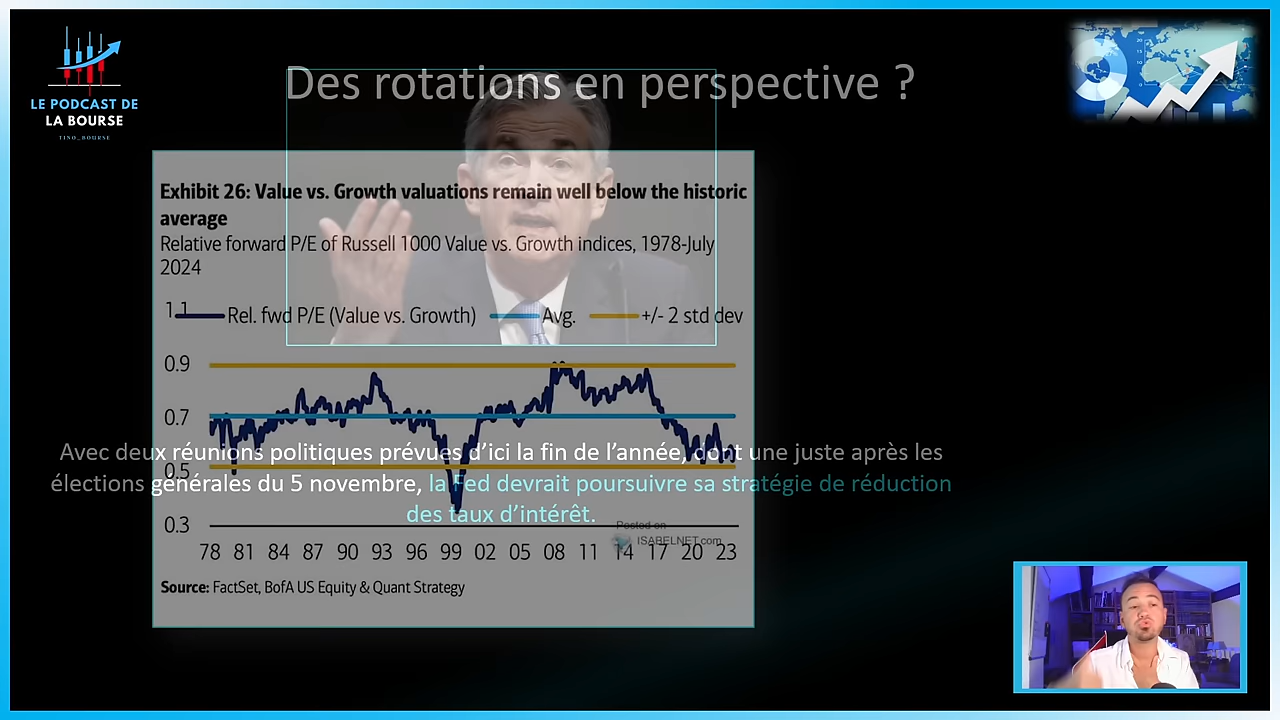 LE PODCAST DE
LA BOURSE
TINO_BOURSE
Des rotations en perspective ?
Exhibit 26: Value vs. Growth valuations remain well below the historic
average
Relative forward P/E of Russell 1000 Value vs. Growth indices, 1978-July
2024
1.1
Rel. fwd P/E (Value vs. Growth) Avg. +/- 2 std dev
0.9
0.7
0.5
0.3
78 81 84 87 90 93 96 99 02 05 08 11 14 17 20 23
Posted on
ISABELNET.com
Source: FactSet, BofA US Equity & Quant Strategy
Avec deux réunions politiques prévues d’ici la fin de l’année, dont une juste après les
élections générales du 5 novembre, la Fed devrait poursuivre sa stratégie de réduction
des taux d’intérêt.